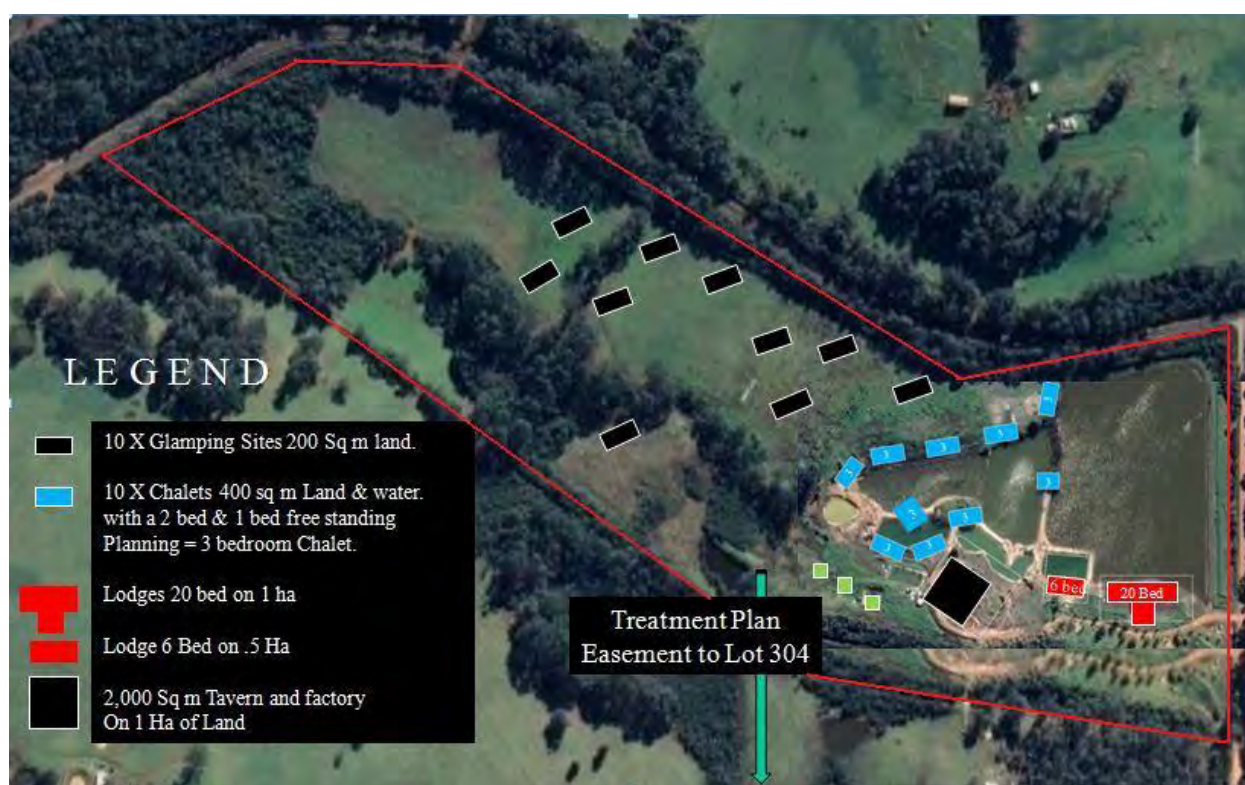 LEGEND
10 X Glamping Sites 200 Sq m land.
10 X Chalets 400 sq m Land & water.
with a 2 bed & 1 bed free standing
Planning = 3 bedroom Chalet.
Lodges 20 bed on 1 ha
Lodge 6 Bed on .5 Ha
2,000 Sq m Tavern and factory
On 1 Ha of Land
Treatment Plan
Easement to Lot 304
3
3
3
3
3
3
3
3
3
3
6 bed
20 Bed